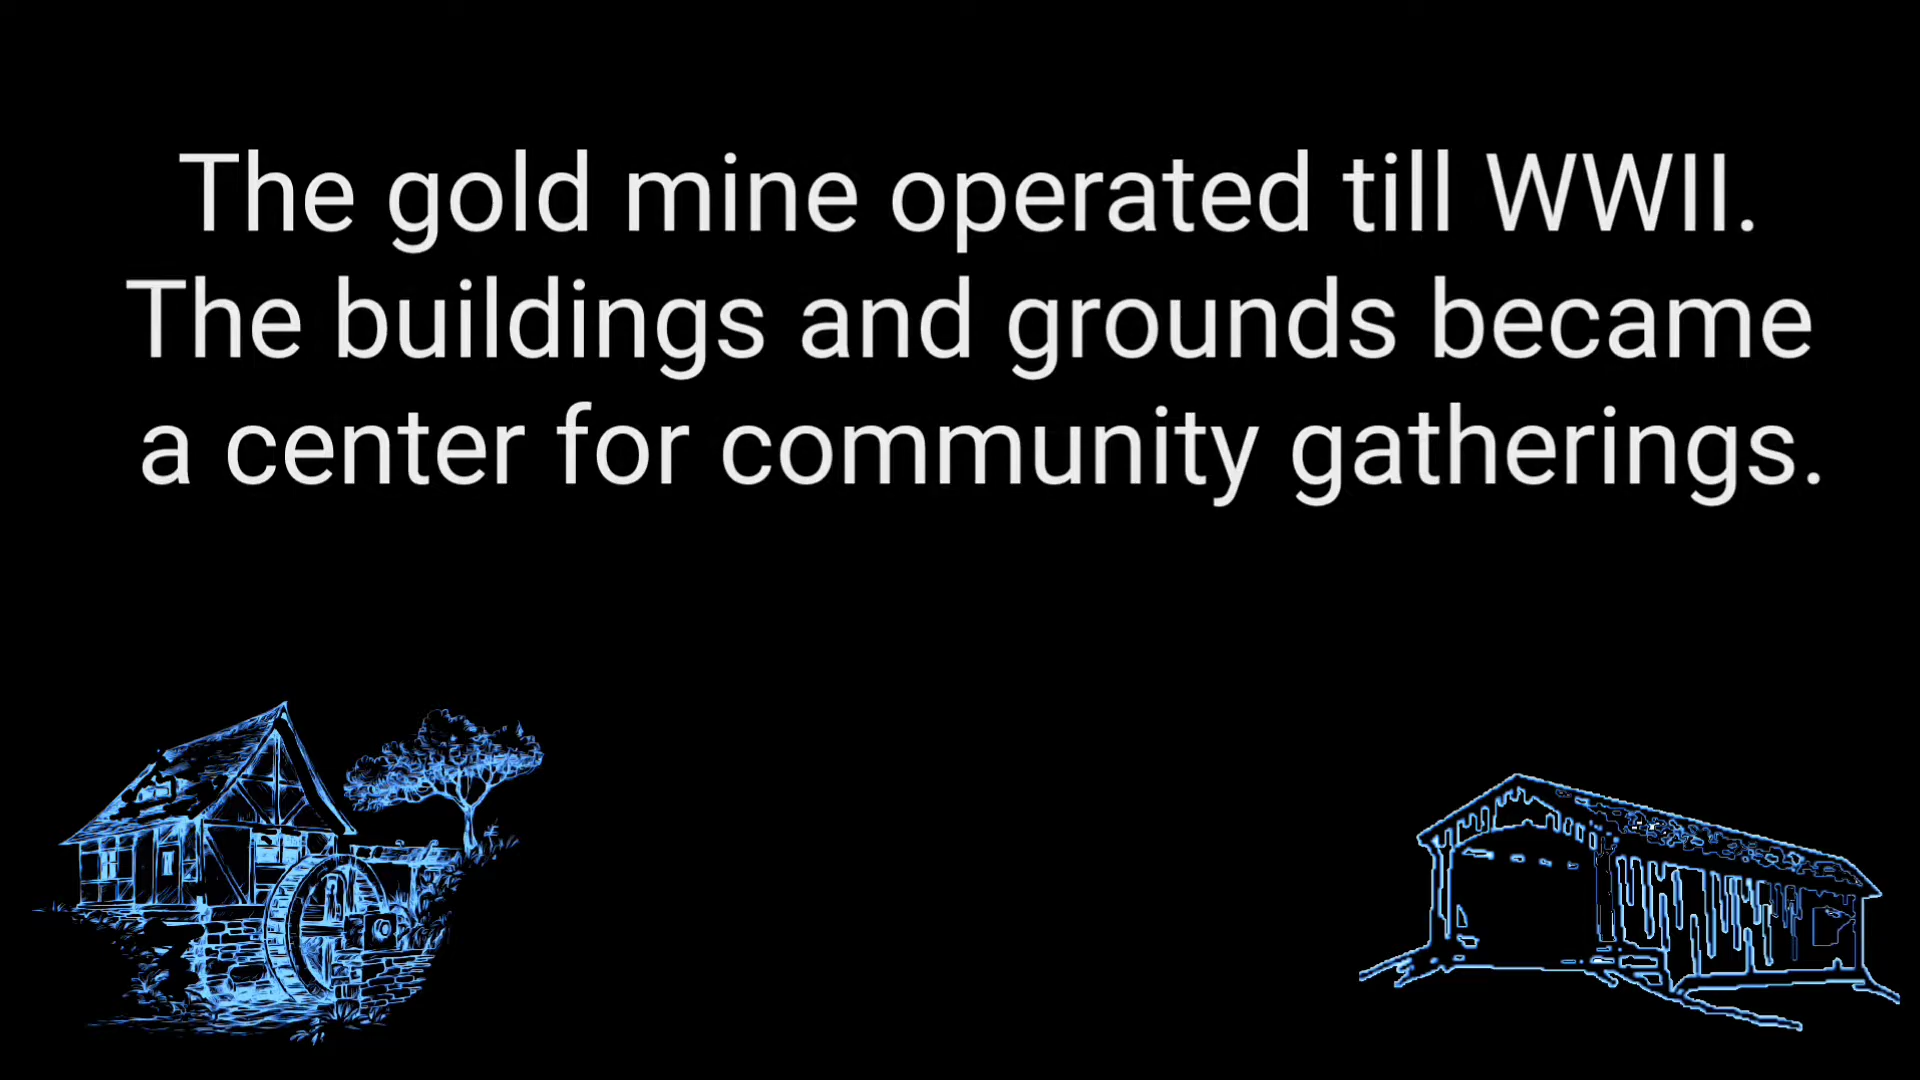 The gold mine operated till WWII.
The buildings and grounds became
a center for community gatherings.